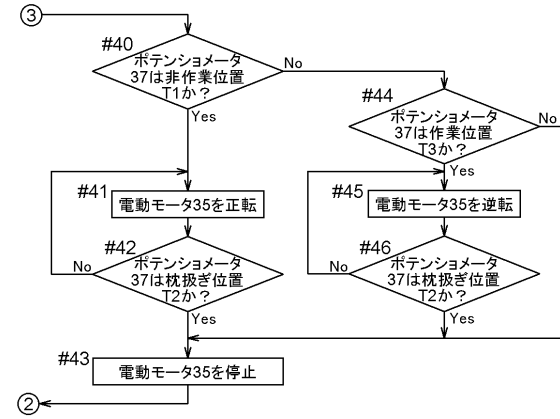 ③
#40
ポテンショメータ
37は非作業位置
T1か？
No
Yes
#44
ポテンショメータ
37は作業位置
T3か？
No
Yes
#41
電動モータ35を正転
#45
電動モータ35を逆転
#42
ポテンショメータ
37は枕扱ぎ位置
T2か？
No
Yes
#46
ポテンショメータ
37は枕扱ぎ位置
T2か？
No
Yes
#43
電動モータ35を停止
②